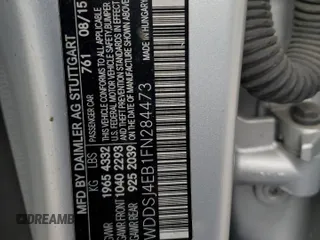 MFD BY DAIMLER AG STUTTGART
PASSENGER CAR 761 08/15
KG LBS
GVWR 1965 4332
GAWR FRONT 1040 2293
GAWR REAR 925 2039
THIS VEHICLE CONFORMS TO ALL APPLICABLE
FEDERAL MOTOR VEHICLE SAFETY, BUMPER
AND THEFT PREVENTION STANDARDS IN EFFECT
ON THE DATE OF MANUFACTURE SHOWN ABOVE
MADE IN HUNGARY
WDDSJ4EB1FN284473